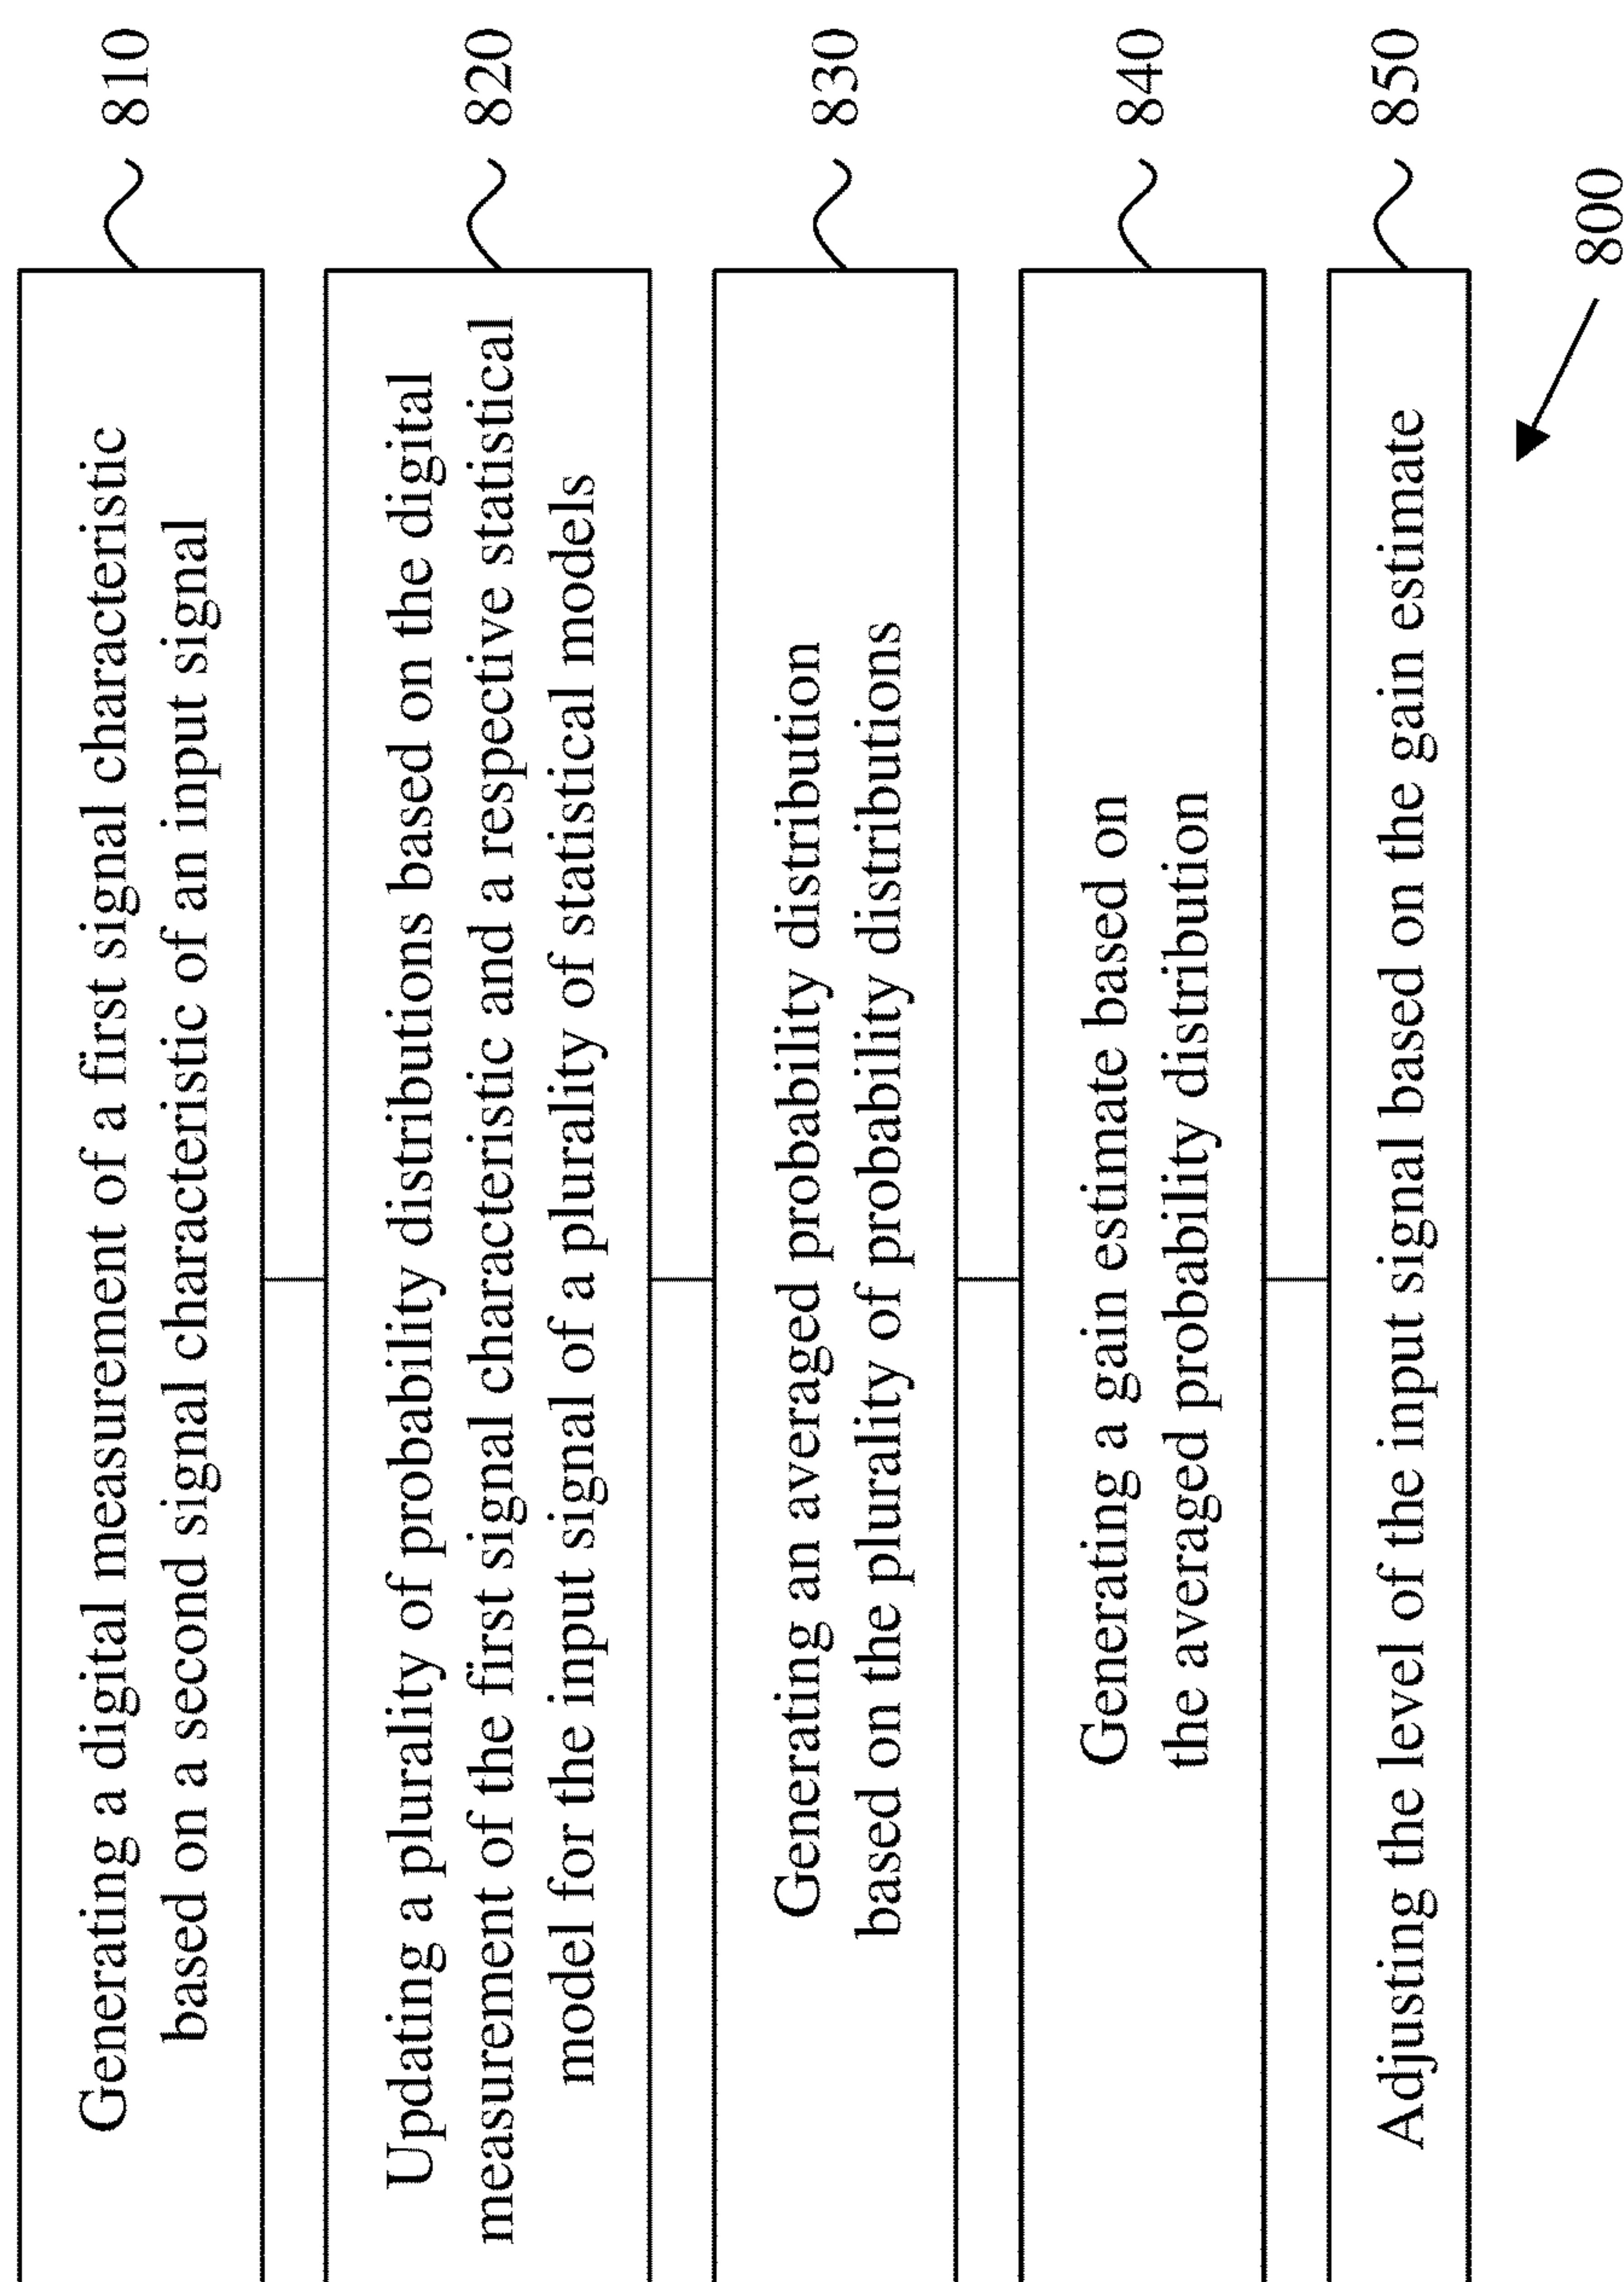 Generating a digital measurement of a first signal characteristic
based on a second signal characteristic of an input signal
810
Updating a plurality of probability distributions based on the digital
measurement of the first signal characteristic and a respective statistical
model for the input signal of a plurality of statistical models
820
Generating an averaged probability distribution
based on the plurality of probability distributions
830
Generating a gain estimate based on
the averaged probability distribution
840
Adjusting the level of the input signal based on the gain estimate
850
800